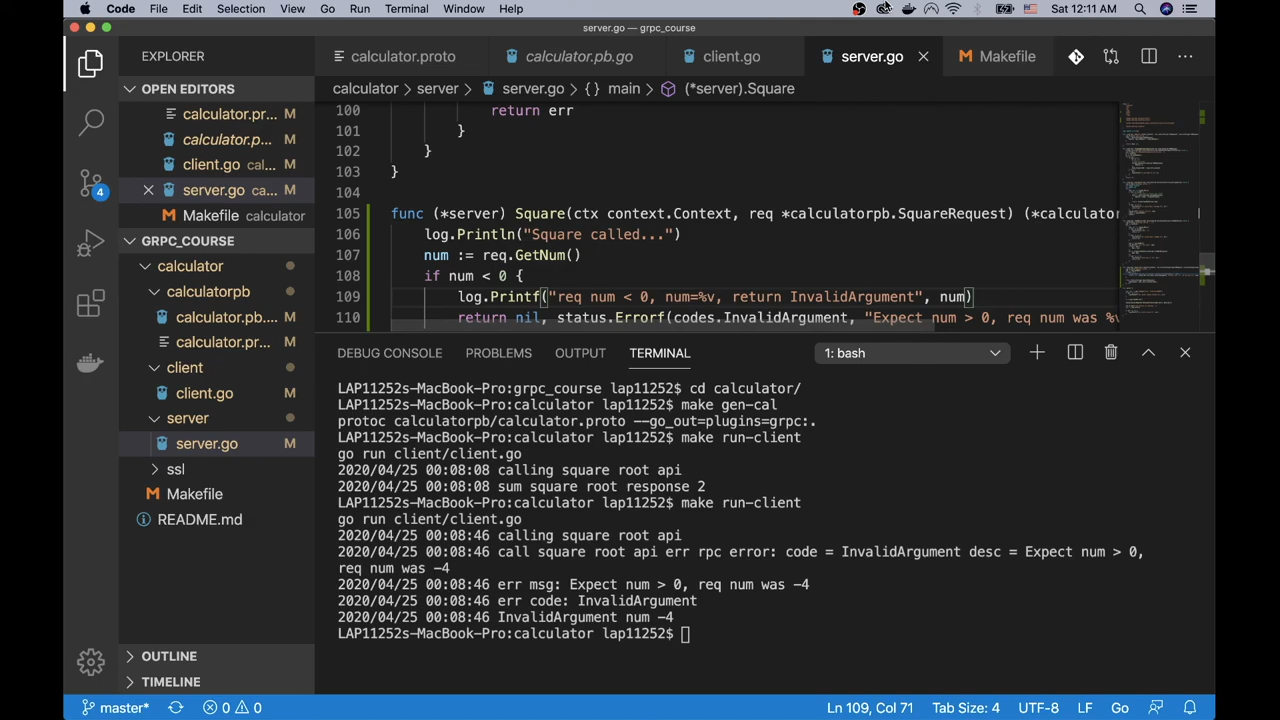 Code File Edit Selection View Go Run Terminal Window Help Sat 12:11 AM
server.go — grpc_course
EXPLORER
calculator.proto calculator.pb.go client.go server.go Makefile
OPEN EDITORS
calculator.pr... M
calculator.p... M
client.go cal... M
server.go ca... M
Makefile calculator
GRPC_COURSE
calculator
calculatorpb
calculator.p... M
calculator.pr... M
client
client.go M
server
server.go M
ssl
Makefile
README.md
OUTLINE
TIMELINE
4
calculator > server > server.go > {} main > (*server).Square
100 return err
101 }
102 }
103 }
104
105 func (*server) Square(ctx context.Context, req *calculatorpb.SquareRequest) (*calculator
106 log.Println("Square called...")
107 num := req.GetNum()
108 if num < 0 {
109 log.Printf("req num < 0, num=%v, return InvalidArgument", num)
110 return nil, status.Errorf(codes.InvalidArgument, "Expect num > 0, req num was %v
DEBUG CONSOLE PROBLEMS OUTPUT TERMINAL 1: bash
LAP11252s-MacBook-Pro:grpc_course lap11252$ cd calculator/
LAP11252s-MacBook-Pro:calculator lap11252$ make gen-cal
protoc calculatorpb/calculator.proto --go_out=plugins=grpc:.
LAP11252s-MacBook-Pro:calculator lap11252$ make run-client
go run client/client.go
2020/04/25 00:08:08 calling square root api
2020/04/25 00:08:08 sum square root response 2
LAP11252s-MacBook-Pro:calculator lap11252$ make run-client
go run client/client.go
2020/04/25 00:08:46 calling square root api
2020/04/25 00:08:46 call square root api err rpc error: code = InvalidArgument desc = Expect num > 0,
req num was -4
2020/04/25 00:08:46 err msg: Expect num > 0, req num was -4
2020/04/25 00:08:46 err code: InvalidArgument
2020/04/25 00:08:46 InvalidArgument num -4
LAP11252s-MacBook-Pro:calculator lap11252$
master* 0 0 Ln 109, Col 71 Tab Size: 4 UTF-8 LF Go